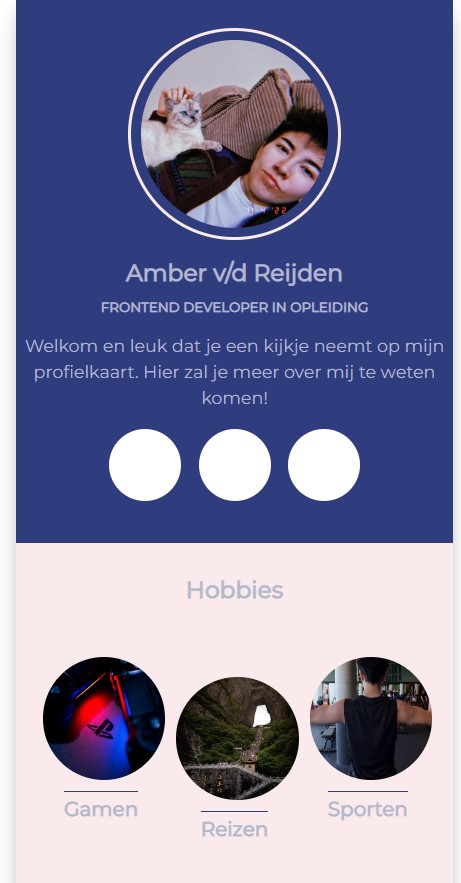 Amber v/d Reijden
FRONTEND DEVELOPER IN OPLEIDING
Welkom en leuk dat je een kijkje neemt op mijn
profielkaart. Hier zal je meer over mij te weten
komen!
Hobbies
Gamen
Reizen
Sporten